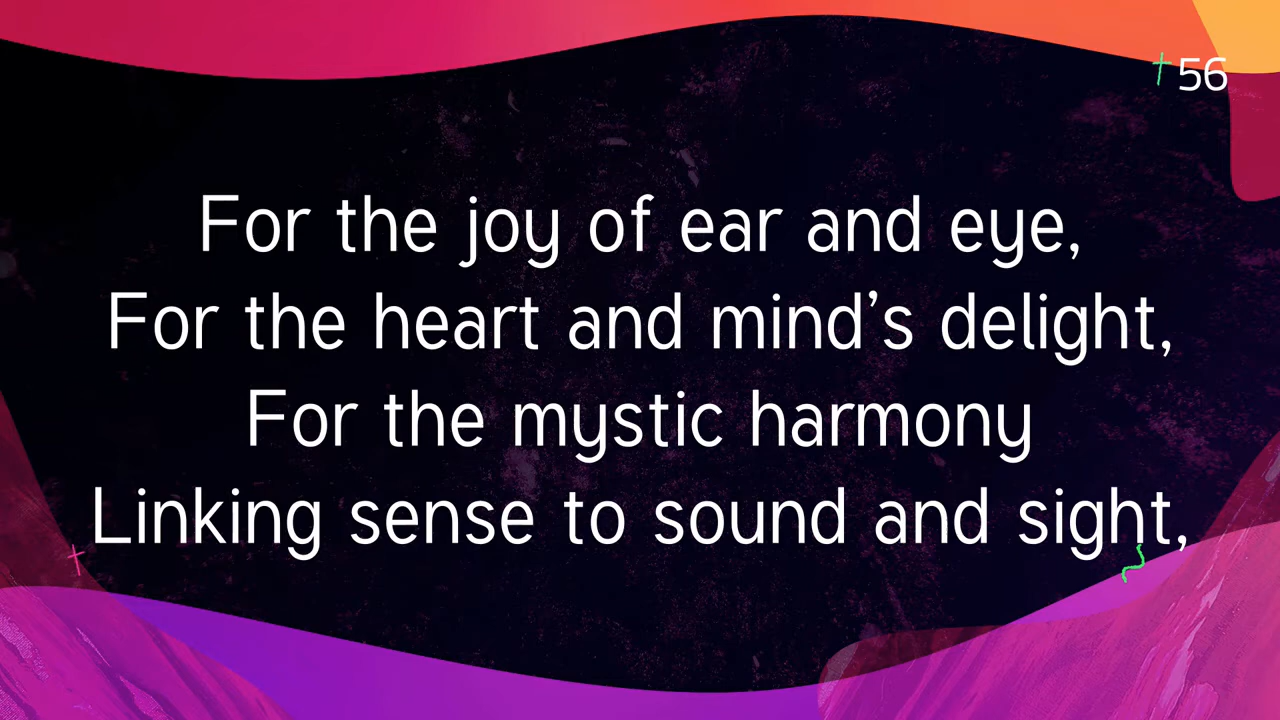 56
For the joy of ear and eye,
For the heart and mind’s delight,
For the mystic harmony
Linking sense to sound and sight,